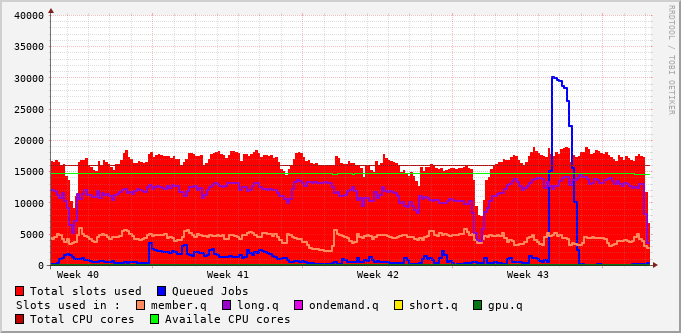 40000
35000
30000
25000
20000
15000
10000
5000
0
Week 40 Week 41 Week 42 Week 43
RRDTOOL / TOBI OETIKER
Total slots used Queued Jobs
Slots used in : member.q long.q ondemand.q short.q gpu.q
Total CPU cores Availale CPU cores